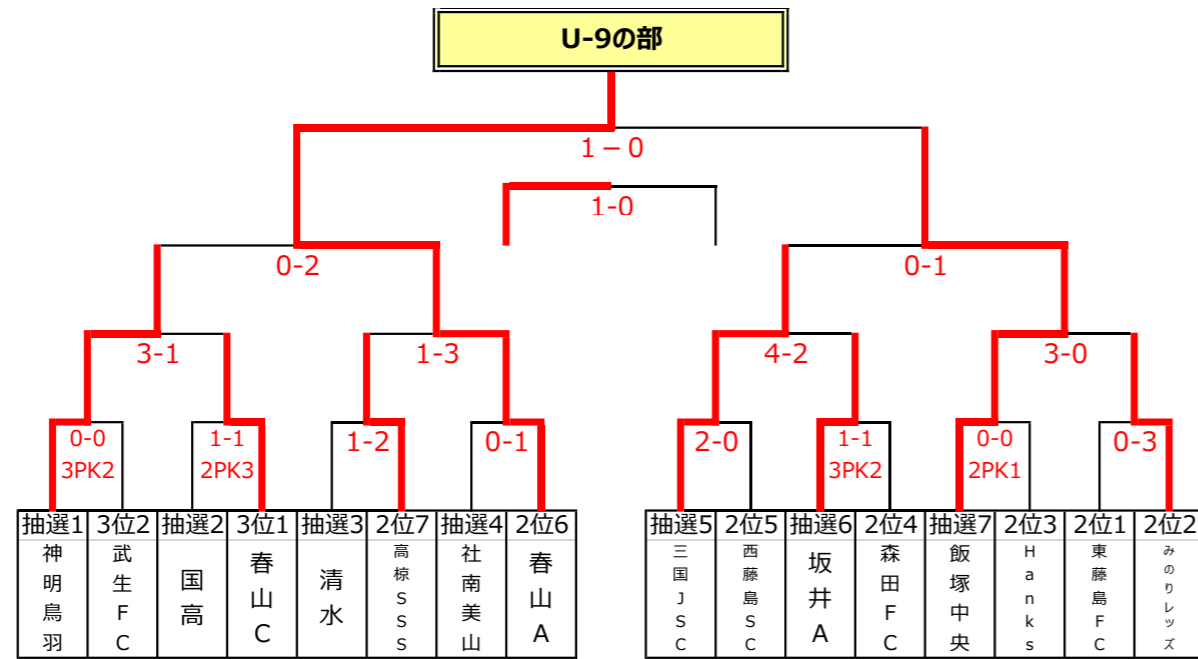 U-9の部
1－0
1-0
0-2
0-1
3-1
1-3
4-2
3-0
0-0
3PK2
1-1
2PK3
1-2
0-1
2-0
1-1
3PK2
0-0
2PK1
0-3
抽選1 3位2 抽選2 3位1 抽選3 2位7 抽選4 2位6
神明鳥羽
武生FC
国高
春山C
清水
高椋SSS
社南美山
春山A
抽選5 2位5 抽選6 2位4 抽選7 2位3 2位1 2位2
三国JSC
西藤島SC
坂井A
森田FC
飯塚中央
Hanks
東藤島FC
みのりレッズ